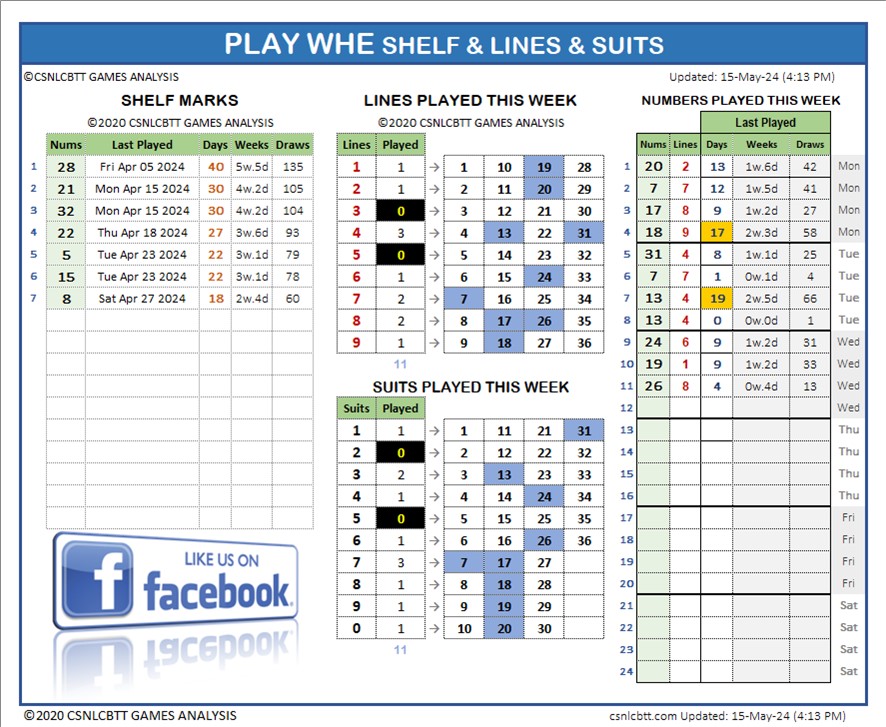 PLAY WHE SHELF & LINES & SUITS
©CSNLCBTT GAMES ANALYSIS
Updated: 15-May-24 (4:13 PM)
SHELF MARKS
©2020 CSNLCBTT GAMES ANALYSIS
Nums Last Played Days Weeks Draws
1 28 Fri Apr 05 2024 40 5w.5d 135
2 21 Mon Apr 15 2024 30 4w.2d 105
3 32 Mon Apr 15 2024 30 4w.2d 104
4 22 Thu Apr 18 2024 27 3w.6d 93
5 5 Tue Apr 23 2024 22 3w.1d 79
6 15 Tue Apr 23 2024 22 3w.1d 78
7 8 Sat Apr 27 2024 18 2w.4d 60
LIKE US ON
facebook.
LINES PLAYED THIS WEEK
©2020 CSNLCBTT GAMES ANALYSIS
Lines Played
1 1 → 1 10 19 28
2 1 → 2 11 20 29
3 0 → 3 12 21 30
4 3 → 4 13 22 31
5 0 → 5 14 23 32
6 1 → 6 15 24 33
7 2 → 7 16 25 34
8 2 → 8 17 26 35
9 1 → 9 18 27 36
11
SUITS PLAYED THIS WEEK
Suits Played
1 1 → 1 11 21 31
2 0 → 2 12 22 32
3 2 → 3 13 23 33
4 1 → 4 14 24 34
5 0 → 5 15 25 35
6 1 → 6 16 26 36
7 3 → 7 17 27
8 1 → 8 18 28
9 1 → 9 19 29
0 1 → 10 20 30
11
NUMBERS PLAYED THIS WEEK
Last Played
Nums Lines Days Weeks Draws
1 20 2 13 1w.6d 42 Mon
2 7 7 12 1w.5d 41 Mon
3 17 8 9 1w.2d 27 Mon
4 18 9 17 2w.3d 58 Mon
5 31 4 8 1w.1d 25 Tue
6 7 7 1 0w.1d 4 Tue
7 13 4 19 2w.5d 66 Tue
8 13 4 0 0w.0d 1 Tue
9 24 6 9 1w.2d 31 Wed
10 19 1 9 1w.2d 33 Wed
11 26 8 4 0w.4d 13 Wed
12 Wed
13 Thu
14 Thu
15 Thu
16 Thu
17 Fri
18 Fri
19 Fri
20 Fri
21 Sat
22 Sat
23 Sat
24 Sat
©2020 CSNLCBTT GAMES ANALYSIS
csnlcbtt.com Updated: 15-May-24 (4:13 PM)